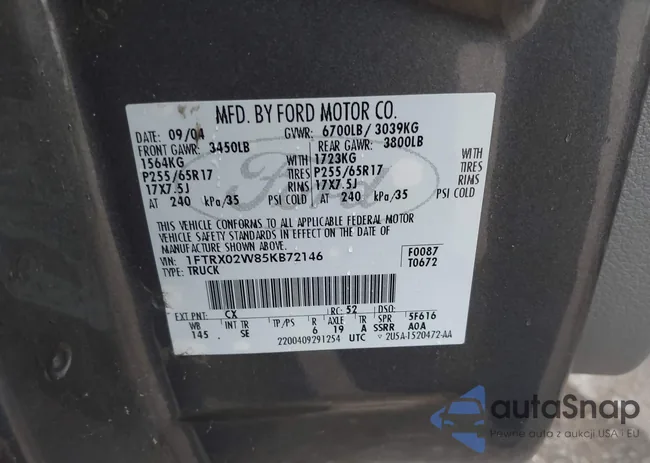 MFD. BY FORD MOTOR CO.
DATE: 09/04 GVWR: 6700LB/ 3039KG
FRONT GAWR: 3450LB REAR GAWR: 3800LB
1564KG WITH 1723KG WITH
P255/65R17 TIRES P255/65R17 TIRES
17X7.5J RIMS 17X7.5J RIMS
AT 240 kPa/35 PSI COLD AT 240 kPa/35 PSI COLD
THIS VEHICLE CONFORMS TO ALL APPLICABLE FEDERAL MOTOR
VEHICLE SAFETY STANDARDS IN EFFECT ON THE DATE OF MANUFACTURE
SHOWN ABOVE.
VIN: 1FTRX02W85KB72146 F0087
TYPE: TRUCK T0672
Ford
EXT PNT: CX RC: 52 DSO:
WB INT TR TP/PS R AX TR SPR 5F616
145 SE 6 19 A SSRR A0A
2200409291254 UTC 2U5A-1520472-AA
autoSnap
Pewne auta z aukcji USA i EU